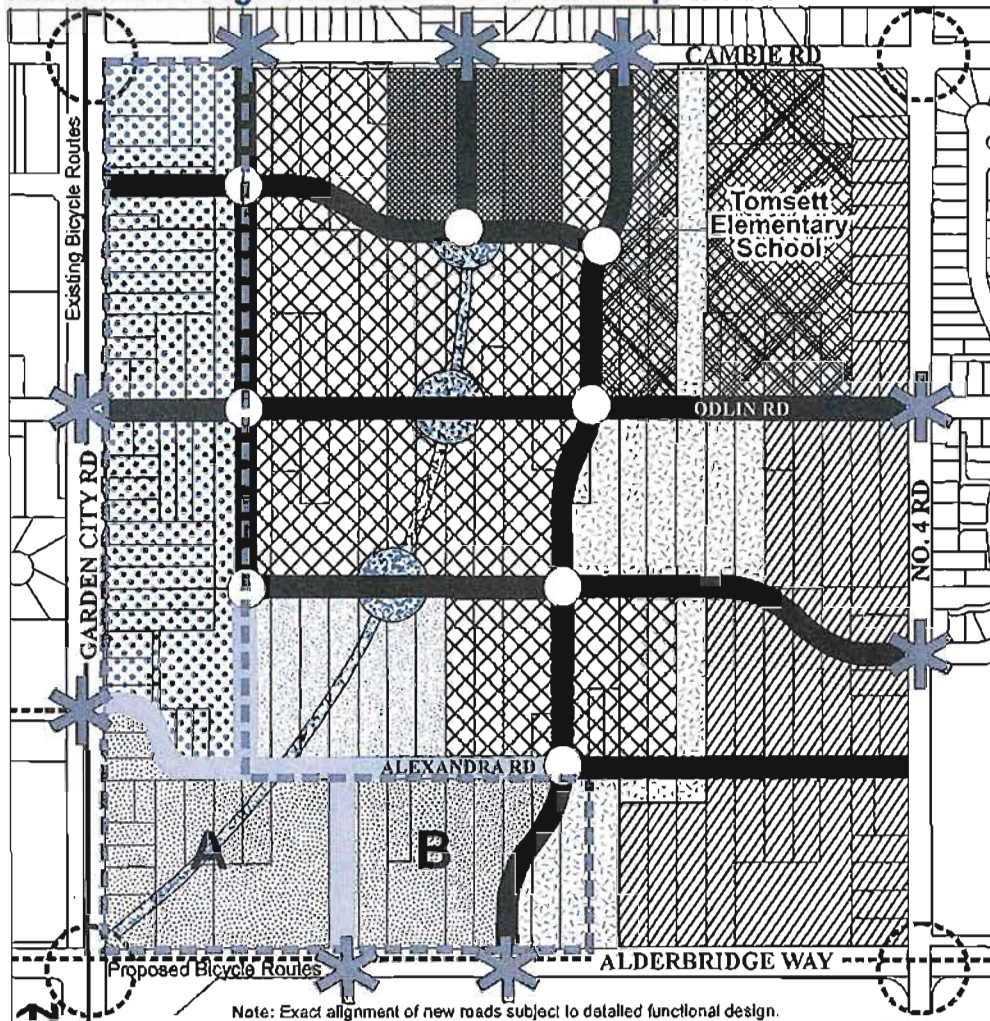 CAMBIE RD
Existing Bicycle Routes
Tomsett
Elementary
School
ODLIN RD
GARDEN CITY RD
NO. 4 RD
ALEXANDRA RD
A
B
Proposed Bicycle Routes
ALDERBRIDGE WAY
N
Note: Exact alignment of new roads subject to detailed functional design.